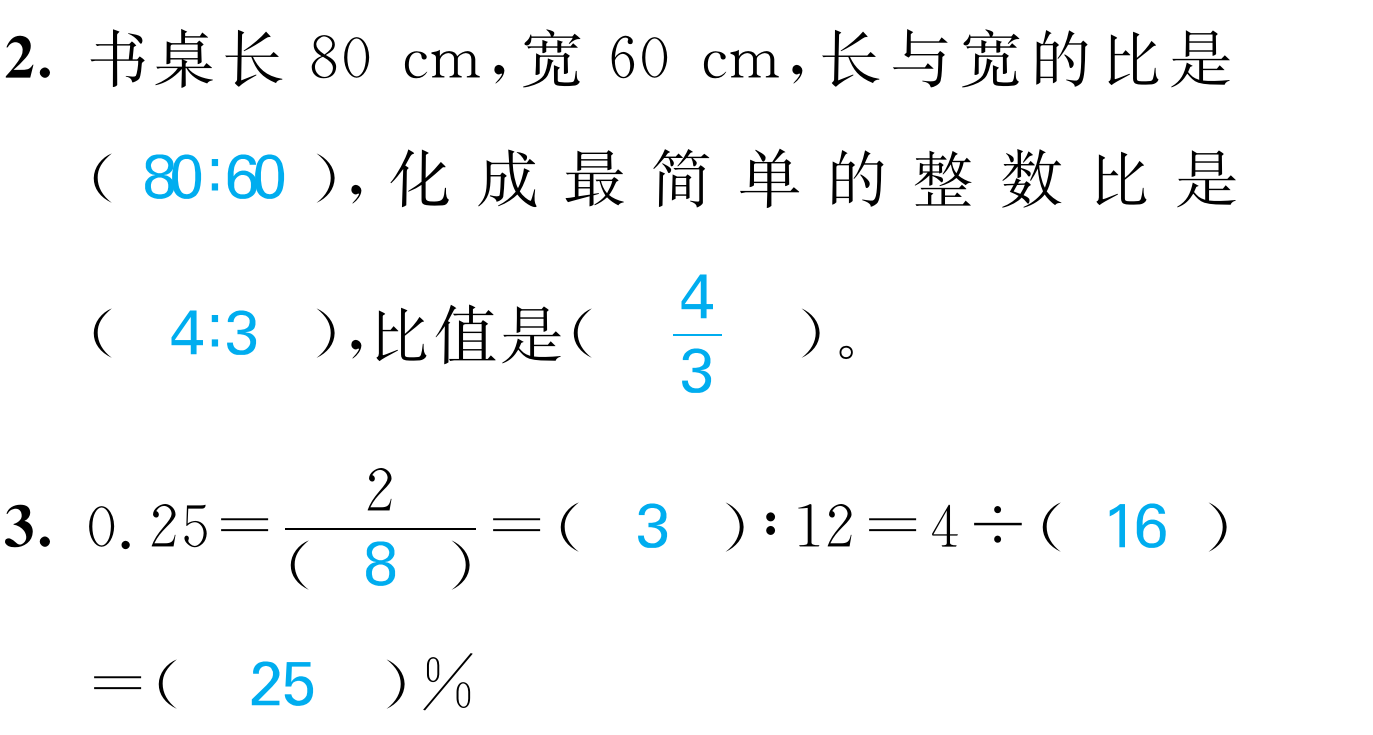 2. 书桌长 80 cm,宽 60 cm,长与宽的比是
( 80∶60 ),化成最简单的整数比是
( 4∶3 ),比值是( 4/3 )。
3. 0.25=2/( 8 )=( 3 )∶12=4÷( 16 )
=( 25 )%